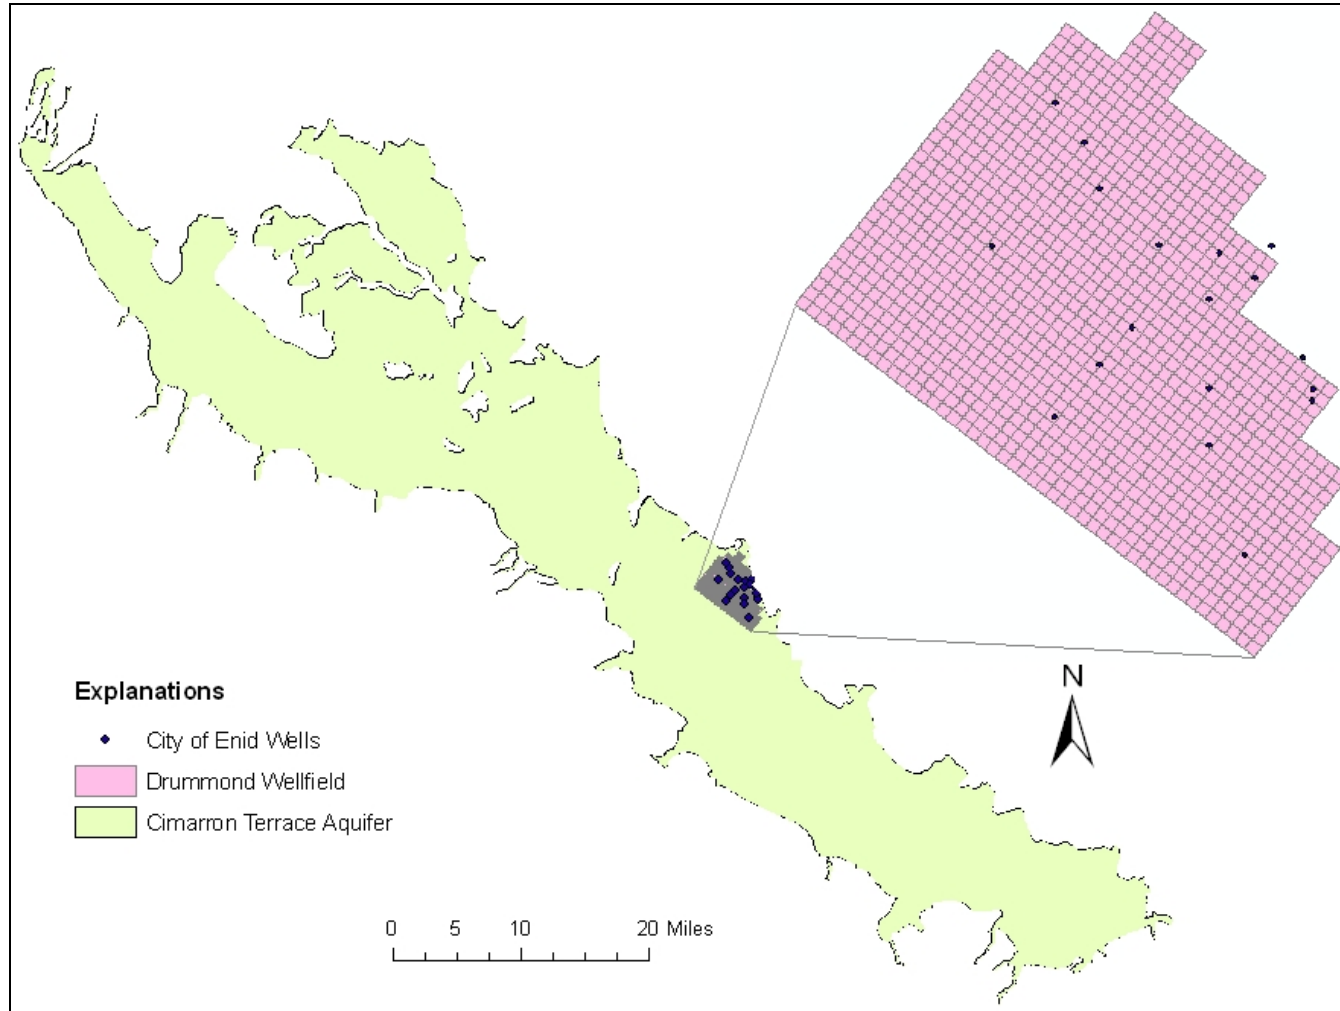 N
Explanations
City of Enid Wells
Drummond Wellfield
Cimarron Terrace Aquifer
0 5 10 20 Miles